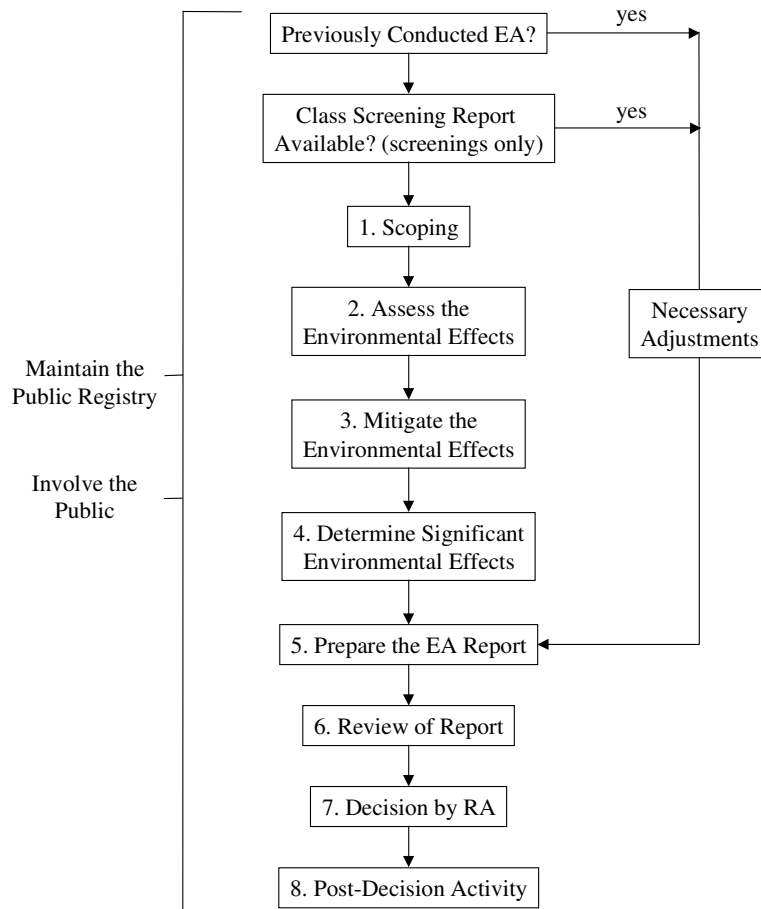 Previously Conducted EA?
yes
Class Screening Report
Available? (screenings only)
yes
1. Scoping
2. Assess the
Environmental Effects
Necessary
Adjustments
Maintain the
Public Registry
3. Mitigate the
Environmental Effects
Involve the
Public
4. Determine Significant
Environmental Effects
5. Prepare the EA Report
6. Review of Report
7. Decision by RA
8. Post-Decision Activity